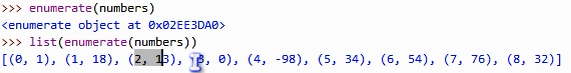 >>> enumerate(numbers)
<enumerate object at 0x02EE3DA0>
>>> list(enumerate(numbers))
[(0, 1), (1, 18), (2, 13), (3, 0), (4, -98), (5, 34), (6, 54), (7, 76), (8, 32)]